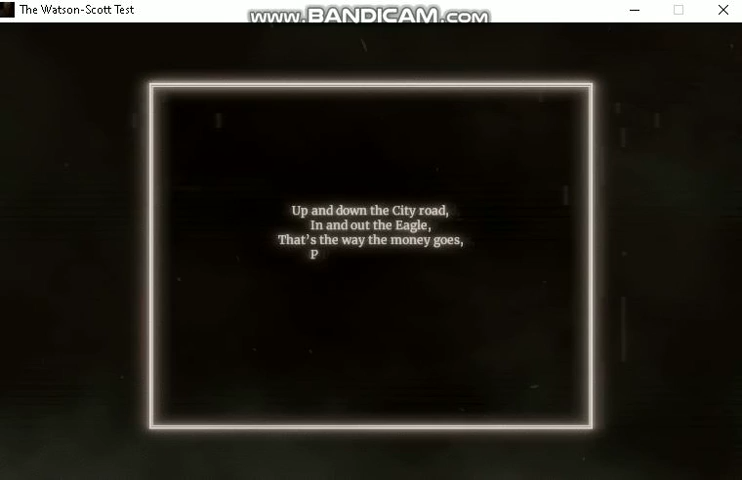 The Watson-Scott Test
www.BANDICAM.com
Up and down the City road,
In and out the Eagle,
That's the way the money goes,
P